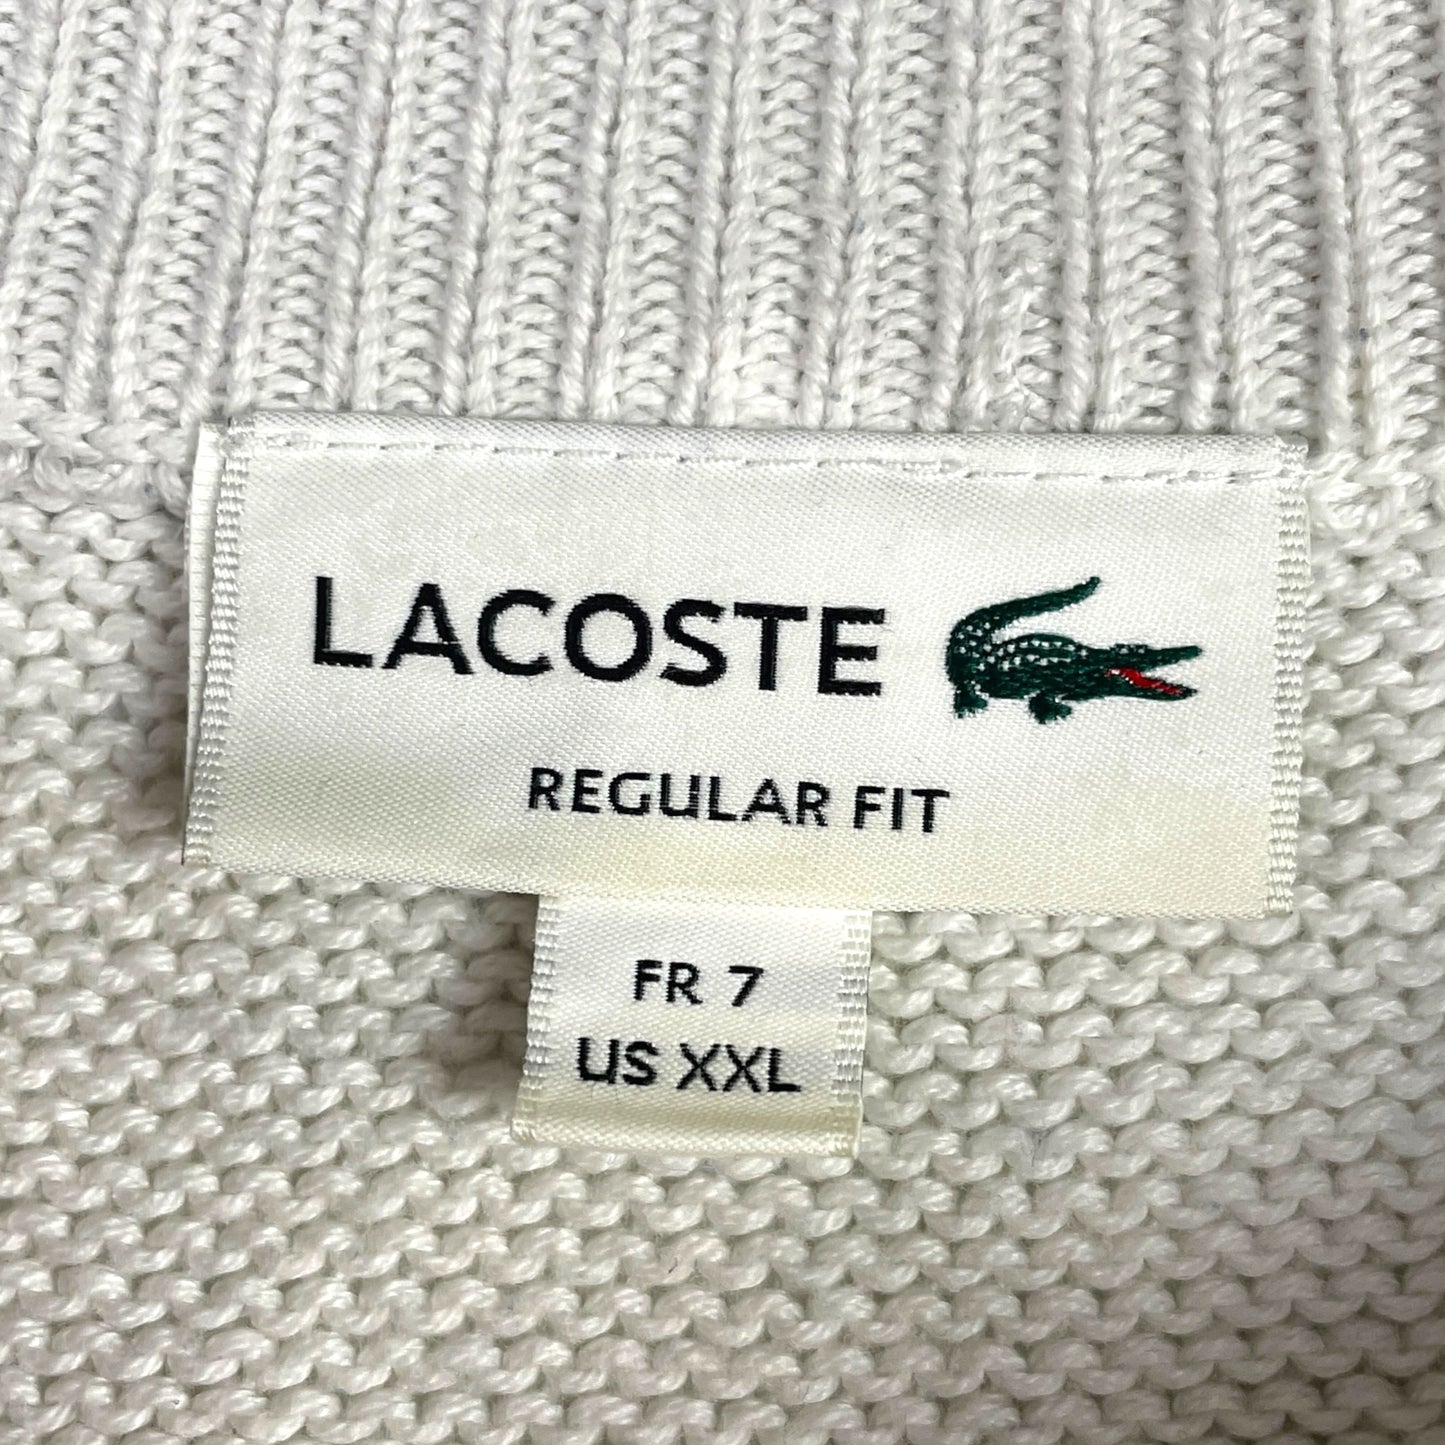 LACOSTE
REGULAR FIT
FR 7
US XXL